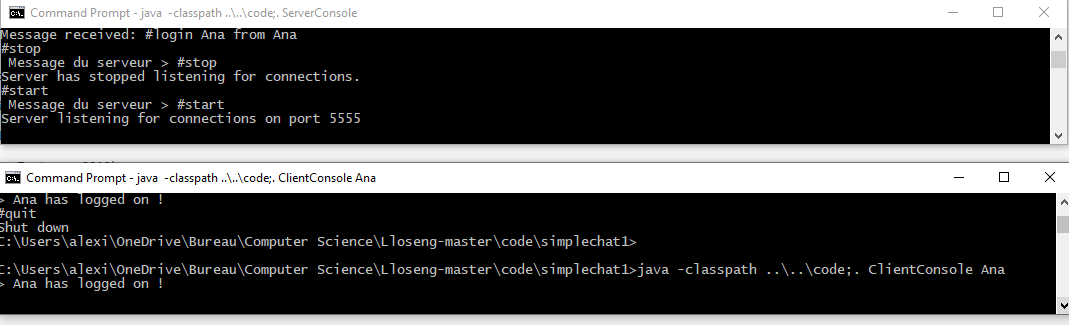 Command Prompt - java -classpath ..\..\code;. ServerConsole
Message received: #login Ana from Ana
#stop
Message du serveur > #stop
Server has stopped listening for connections.
#start
Message du serveur > #start
Server listening for connections on port 5555
Command Prompt - java -classpath ..\..\code;. ClientConsole Ana
> Ana has logged on !
#quit
Shut down
C:\Users\alexi\OneDrive\Bureau\Computer Science\Lloseng-master\code\simplechat1>
C:\Users\alexi\OneDrive\Bureau\Computer Science\Lloseng-master\code\simplechat1>java -classpath ..\..\code;. ClientConsole Ana
> Ana has logged on !